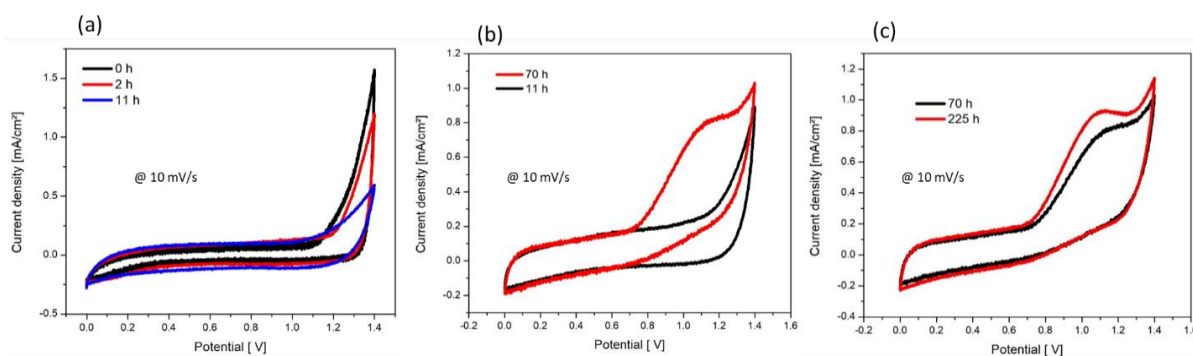 (a)
0 h
2 h
11 h
@ 10 mV/s
Current density [mA/cm²]
1.5
1.0
0.5
0.0
-0.5
0.0 0.2 0.4 0.6 0.8 1.0 1.2 1.4
Potential [ V]
(b)
70 h
11 h
@ 10 mV/s
Current density [mA/cm²]
1.2
1.0
0.8
0.6
0.4
0.2
0.0
-0.2
0.0 0.2 0.4 0.6 0.8 1.0 1.2 1.4 1.6
Potential [ V]
(c)
70 h
225 h
@ 10 mV/s
Current density [mA/cm²]
1.4
1.2
1.0
0.8
0.6
0.4
0.2
0.0
-0.2
-0.4
0.0 0.2 0.4 0.6 0.8 1.0 1.2 1.4 1.6
Potential [ V]